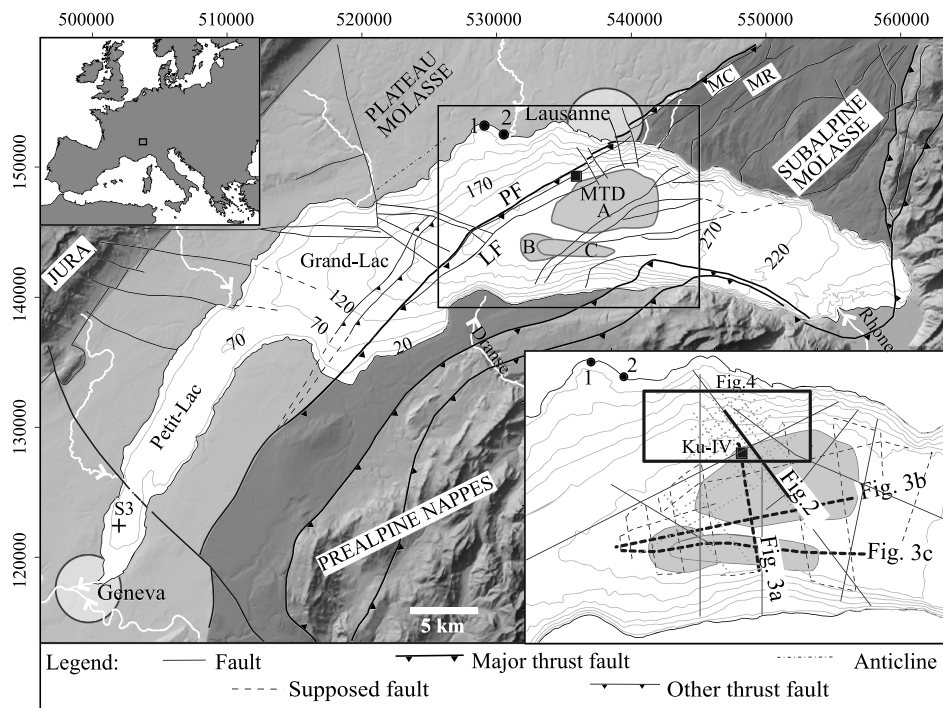 500000 510000 520000 530000 540000 550000 560000
150000
140000
130000
120000
PLATEAU
MOLASSE
Lausanne
1
2
MC
MR
SUBALPINE
MOLASSE
170
PF
MTD
A
LF
B
C
270
220
JURA
Grand-Lac
120
70
70
20
Rhone
Dranse
Petit-Lac
S3
Geneva
PREALPINE NAPPES
5 km
1
2
Fig.4
Ku-IV
Fig.2
Fig. 3b
Fig. 3c
Fig. 3a
Legend: Fault Major thrust fault Anticline
Supposed fault Other thrust fault